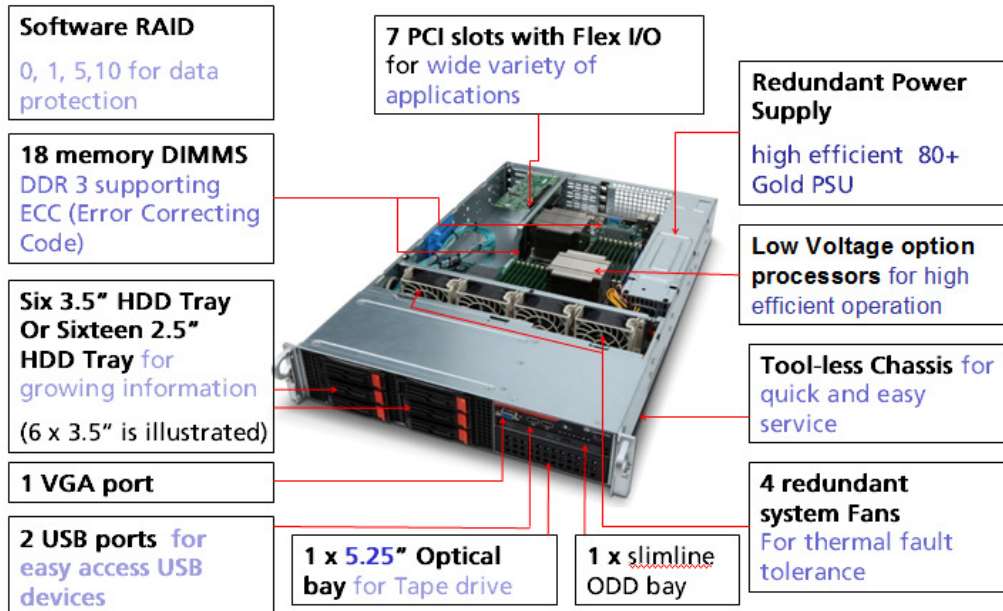 Software RAID
0, 1, 5,10 for data
protection
7 PCI slots with Flex I/O
for wide variety of
applications
Redundant Power
Supply
high efficient 80+
Gold PSU
18 memory DIMMS
DDR 3 supporting
ECC (Error Correcting
Code)
Low Voltage option
processors for high
efficient operation
Six 3.5" HDD Tray
Or Sixteen 2.5"
HDD Tray for
growing information
(6 x 3.5" is illustrated)
Tool-less Chassis for
quick and easy
service
1 VGA port
4 redundant
system Fans
For thermal fault
tolerance
2 USB ports for
easy access USB
devices
1 x 5.25" Optical
bay for Tape drive
1 x slimline
ODD bay